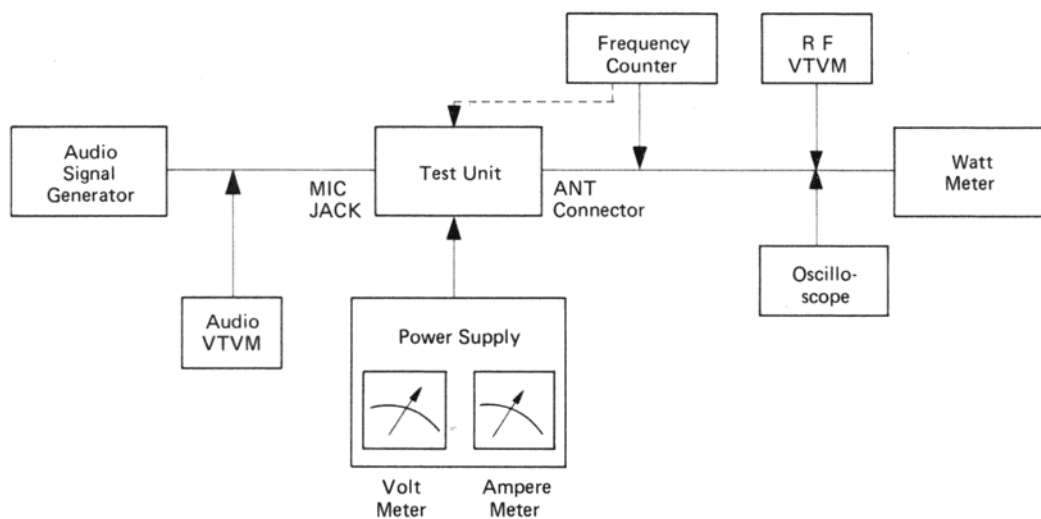 Frequency
Counter
R F
VTVM
Audio
Signal
Generator
Test Unit
Watt
Meter
MIC
JACK
ANT
Connector
Oscillo-
scope
Audio
VTVM
Power Supply
Volt
Meter
Ampere
Meter